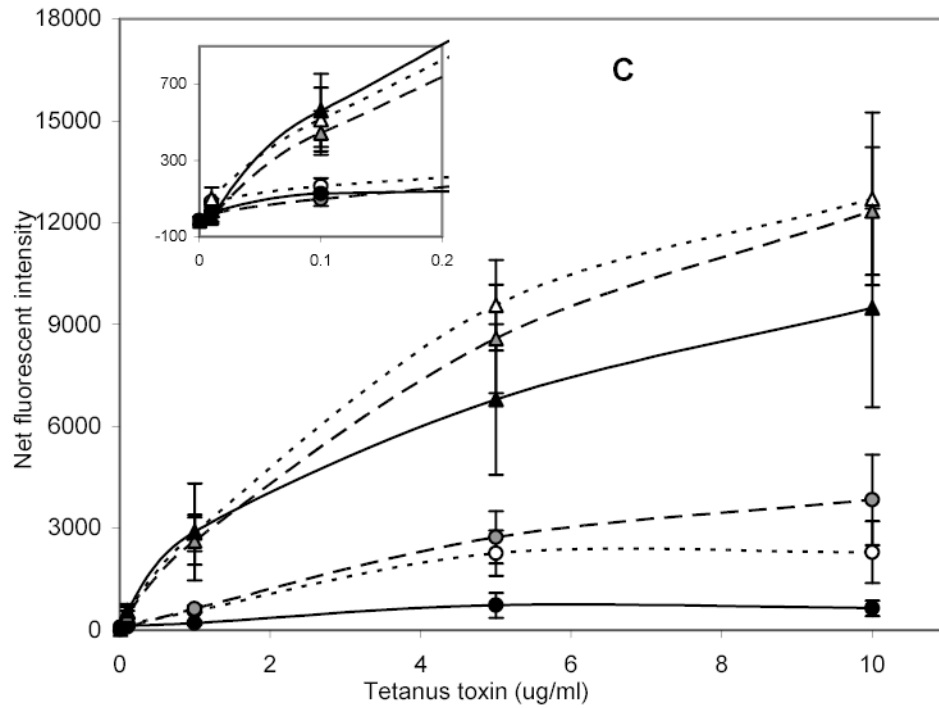 18000
15000
12000
9000
6000
3000
0
Net fluorescent intensity
C
700
300
-100
0 0.1 0.2
0 2 4 6 8 10
Tetanus toxin (ug/ml)